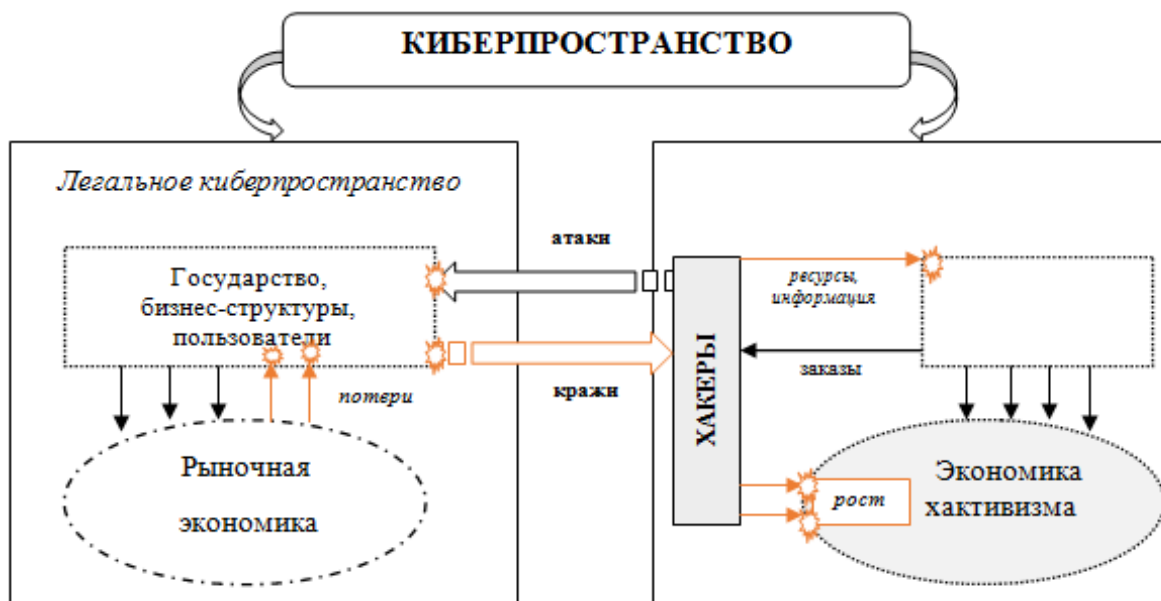 КИБЕРПРОСТРАНСТВО
Легальное киберпространство
Государство,
бизнес-структуры,
пользователи
потери
Рыночная
экономика
атаки
кражи
ХАКЕРЫ
ресурсы,
информация
заказы
рост
Экономика
хактивизма